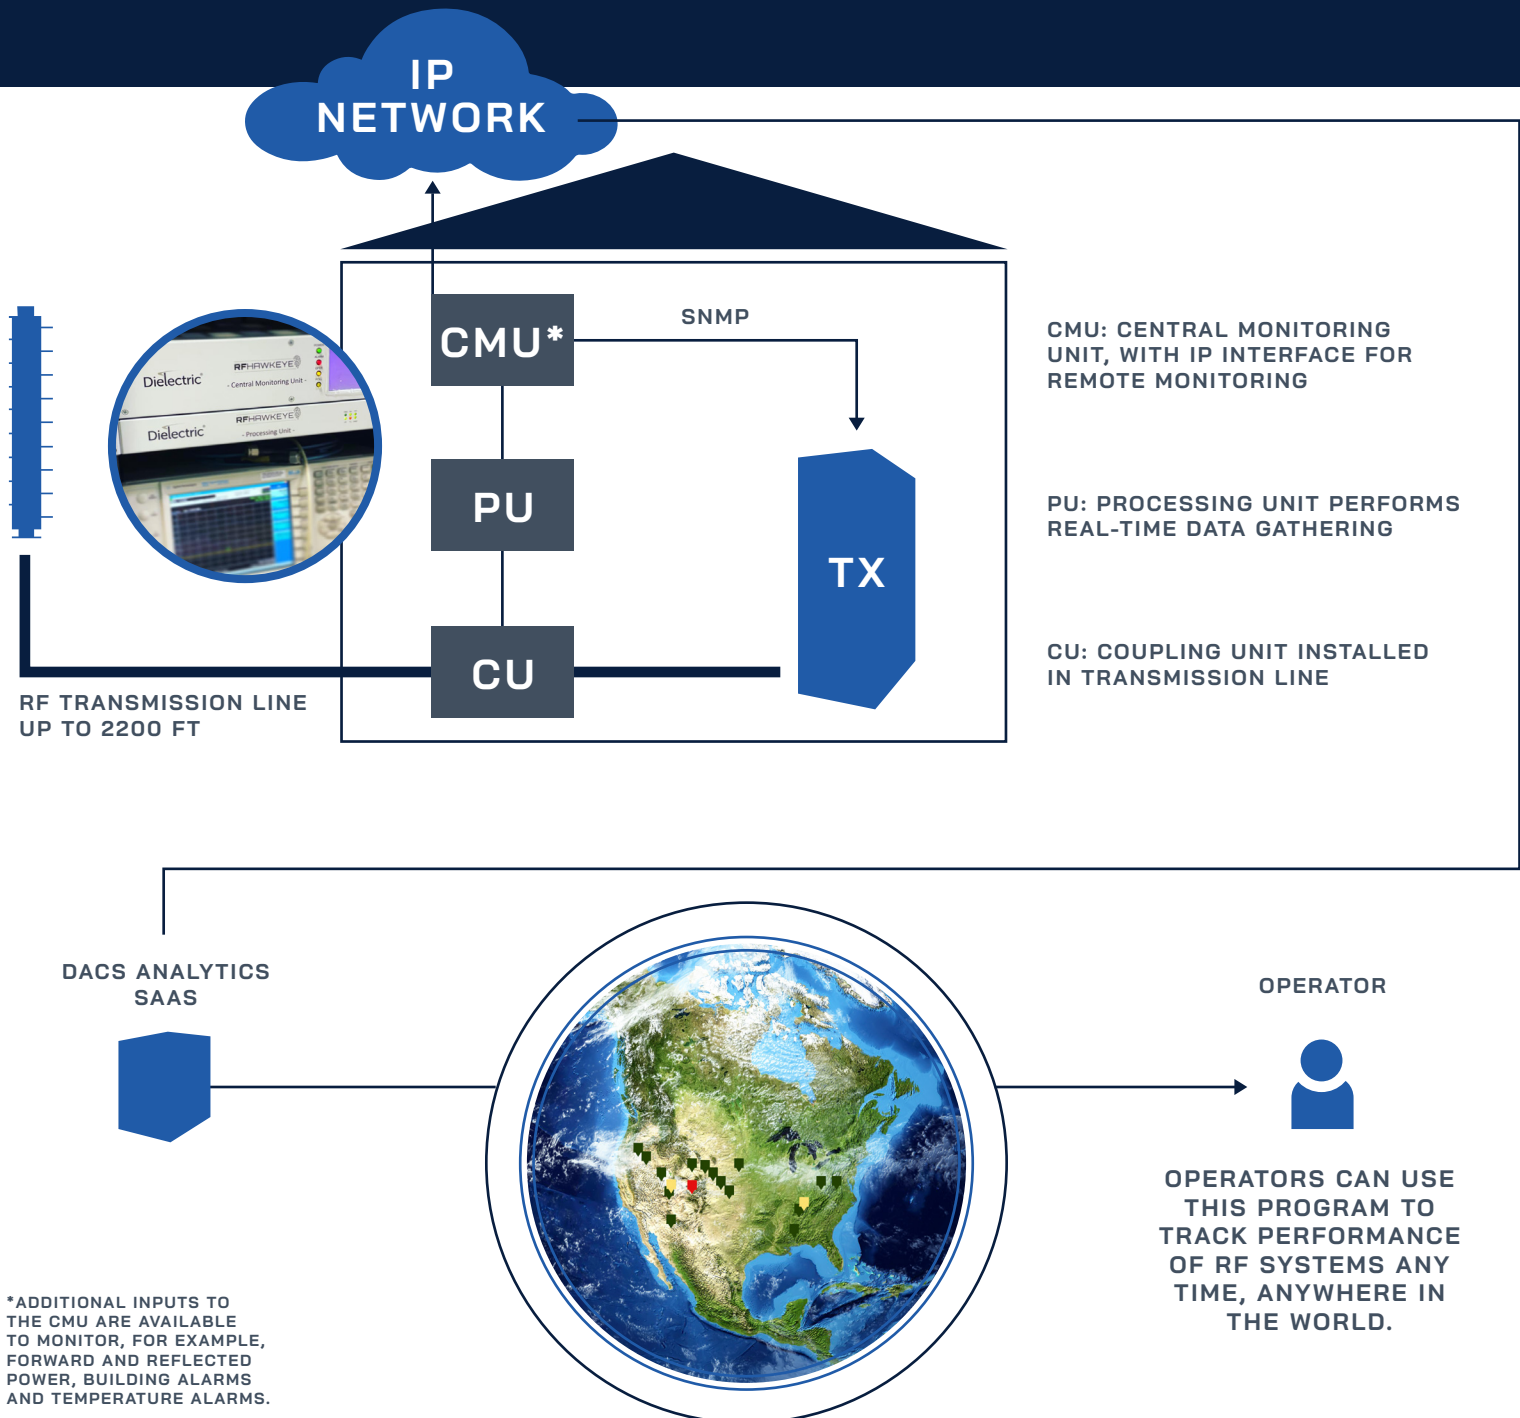 IP
NETWORK
CMU*
SNMP
CMU: CENTRAL MONITORING
UNIT, WITH IP INTERFACE FOR
REMOTE MONITORING
Dielectric
RFHAWKEYE
- Central Monitoring Unit -
Dielectric
RFHAWKEYE
- Processing Unit -
PU
PU: PROCESSING UNIT PERFORMS
REAL-TIME DATA GATHERING
TX
CU
CU: COUPLING UNIT INSTALLED
IN TRANSMISSION LINE
RF TRANSMISSION LINE
UP TO 2200 FT
DACS ANALYTICS
SAAS
OPERATOR
OPERATORS CAN USE
THIS PROGRAM TO
TRACK PERFORMANCE
OF RF SYSTEMS ANY
TIME, ANYWHERE IN
THE WORLD.
*ADDITIONAL INPUTS TO
THE CMU ARE AVAILABLE
TO MONITOR, FOR EXAMPLE,
FORWARD AND REFLECTED
POWER, BUILDING ALARMS
AND TEMPERATURE ALARMS.